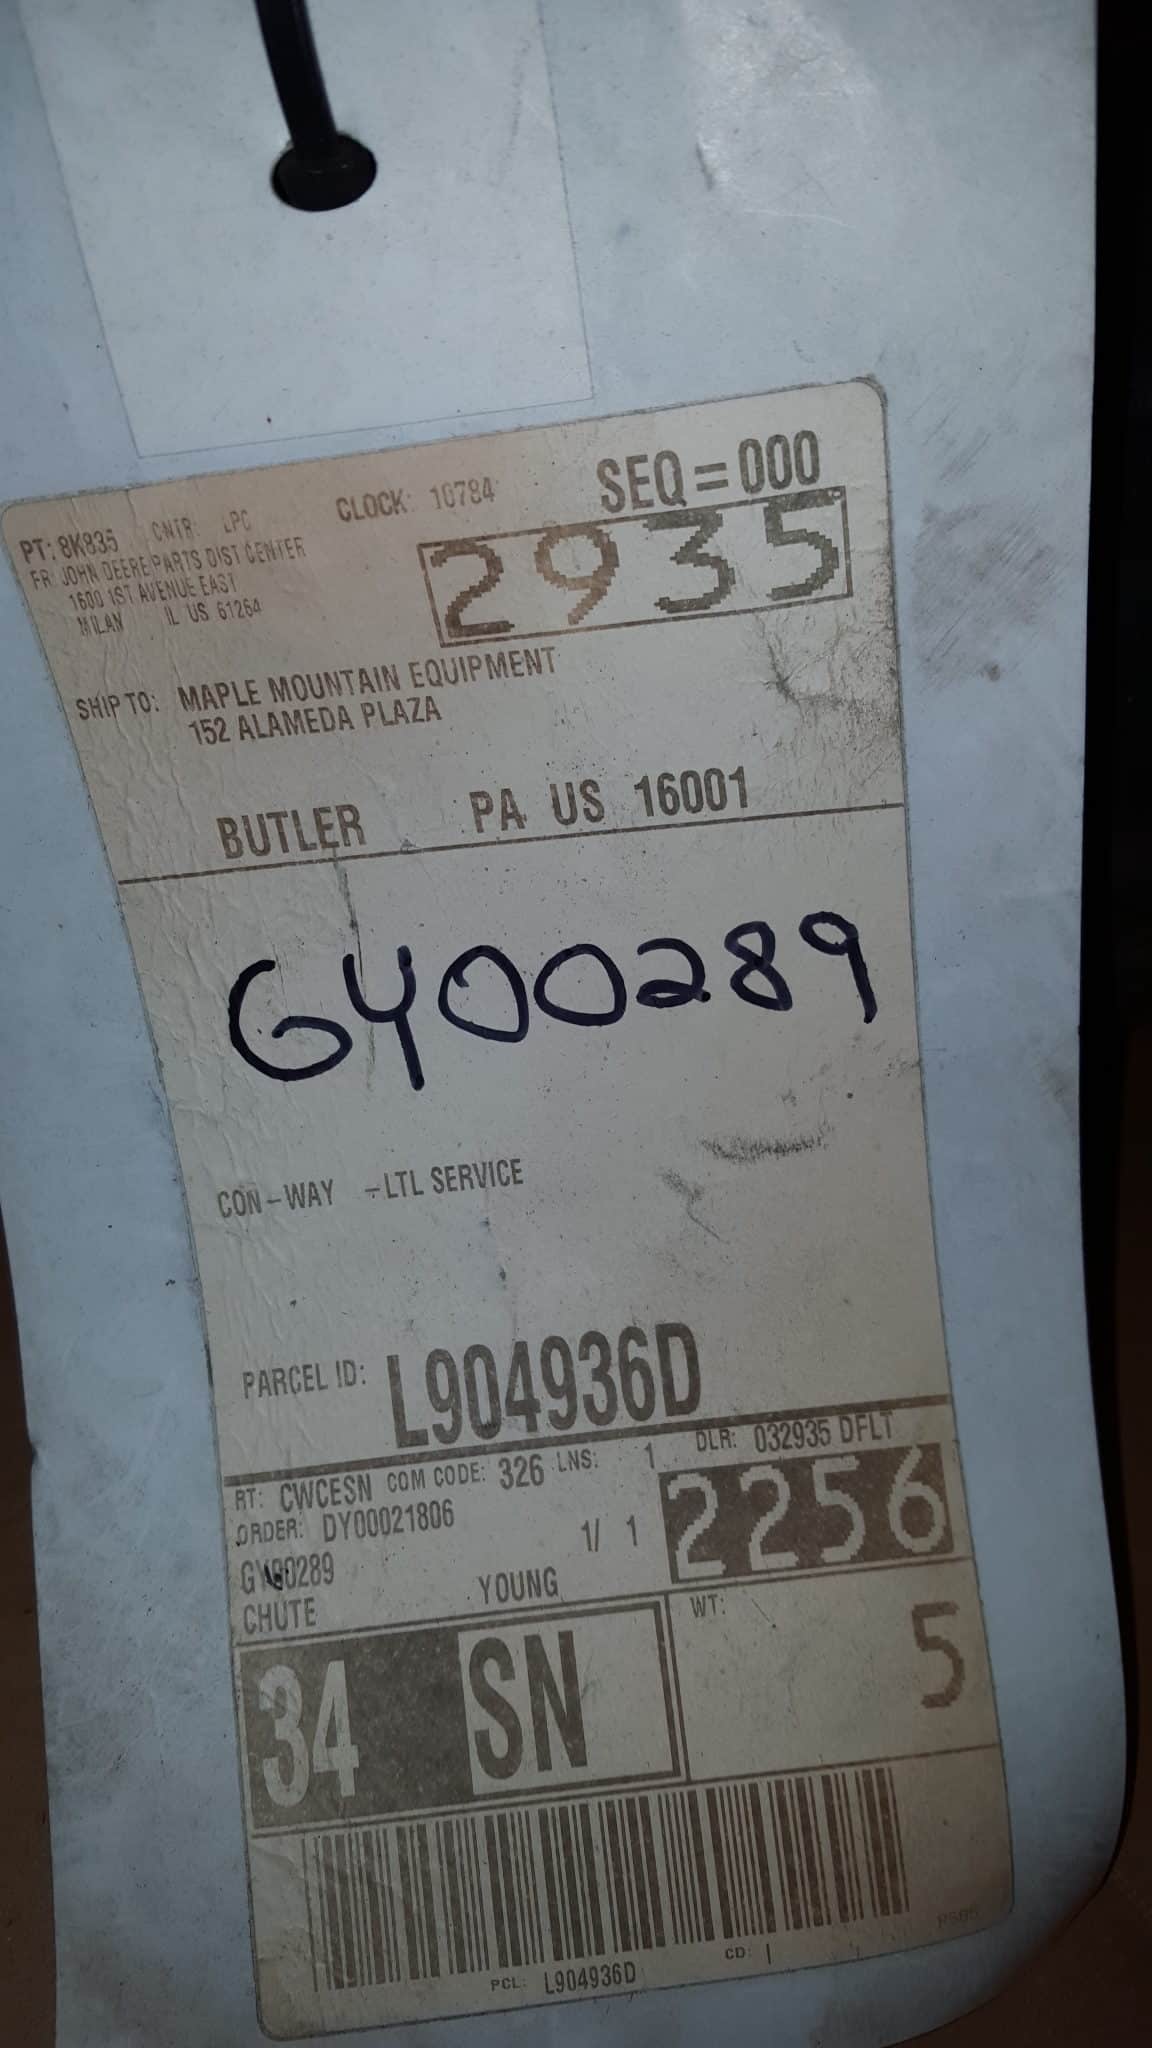 PT: 8K835 CNTR: LPC CLOCK: 10784 SEQ=000
FR: JOHN DEERE PARTS DIST CENTER
1600 1ST AVENUE EAST
MILAN IL US 61264
2935
SHIP TO: MAPLE MOUNTAIN EQUIPMENT
152 ALAMEDA PLAZA
BUTLER PA US 16001
GY00289
CON-WAY -LTL SERVICE
PARCEL ID: L904936D
RT: CWCESN COM CODE: 326 LNS: 1 DLR: 032935 DFLT
ORDER: DY00021806 1/ 1 2256
GY00289
CHUTE YOUNG
34 SN WT: 5
PCL: L904936D CD: |